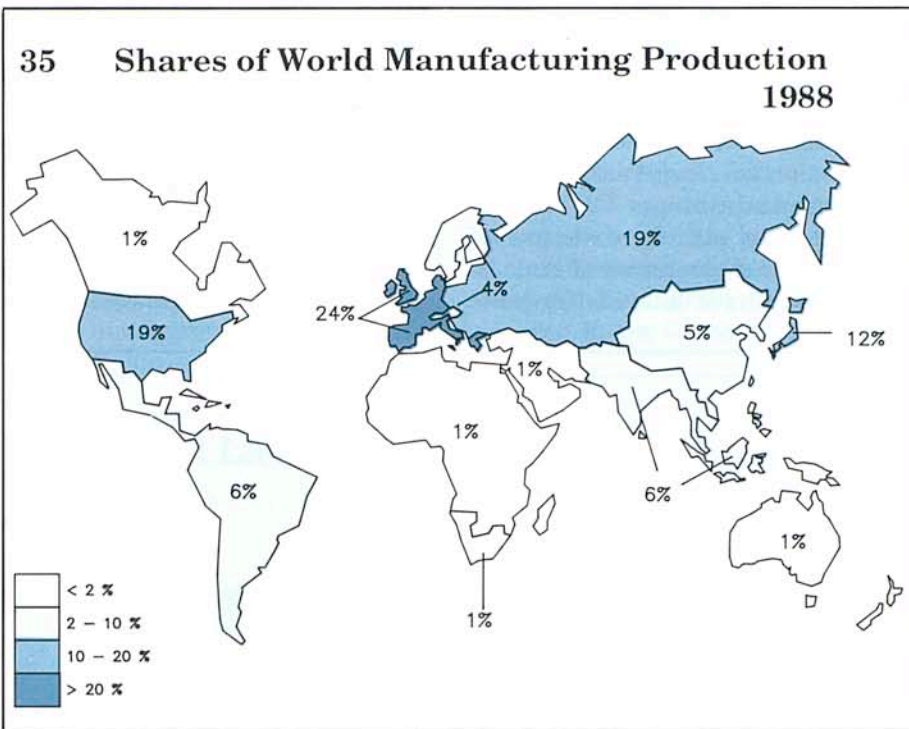 35 Shares of World Manufacturing Production
1988
1%
19%
4%
24%
19%
5%
12%
1%
1%
6%
6%
1%
1%
< 2 %
2 – 10 %
10 – 20 %
> 20 %